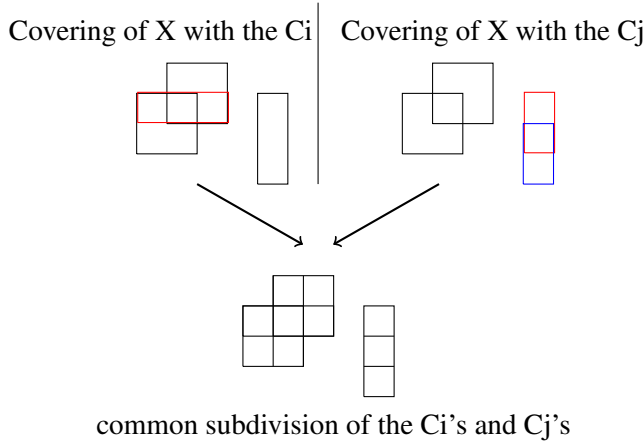 Covering of X with the Ci
Covering of X with the Cj
common subdivision of the Ci's and Cj's